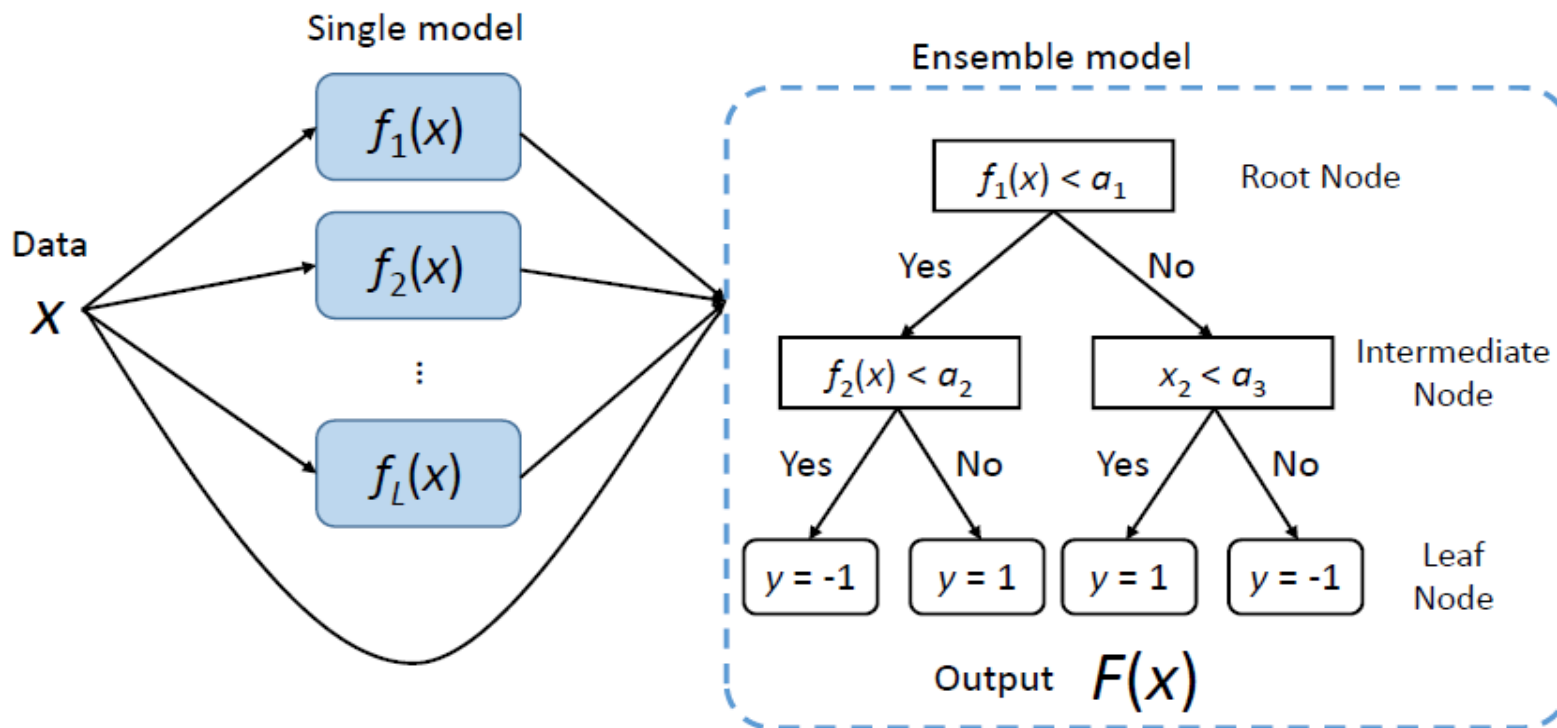 Single model
f₁(x)
f₂(x)
...
f_L(x)
Data
X
Ensemble model
f₁(x) < a₁
Root Node
Yes
No
f₂(x) < a₂
x₂ < a₃
Intermediate
Node
Yes
No
Yes
No
y = -1
y = 1
y = 1
y = -1
Leaf
Node
Output F(x)